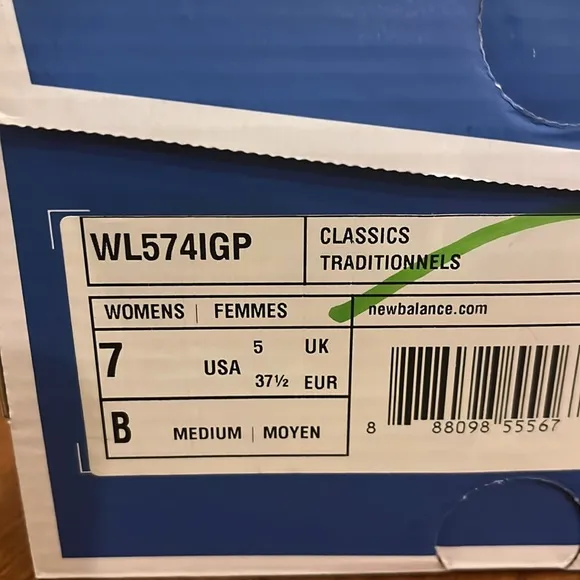 WL574IGP
CLASSICS
TRADITIONNELS
WOMENS | FEMMES
newbalance.com
7 USA 5 UK
37½ EUR
B MEDIUM | MOYEN
8 88098 55567